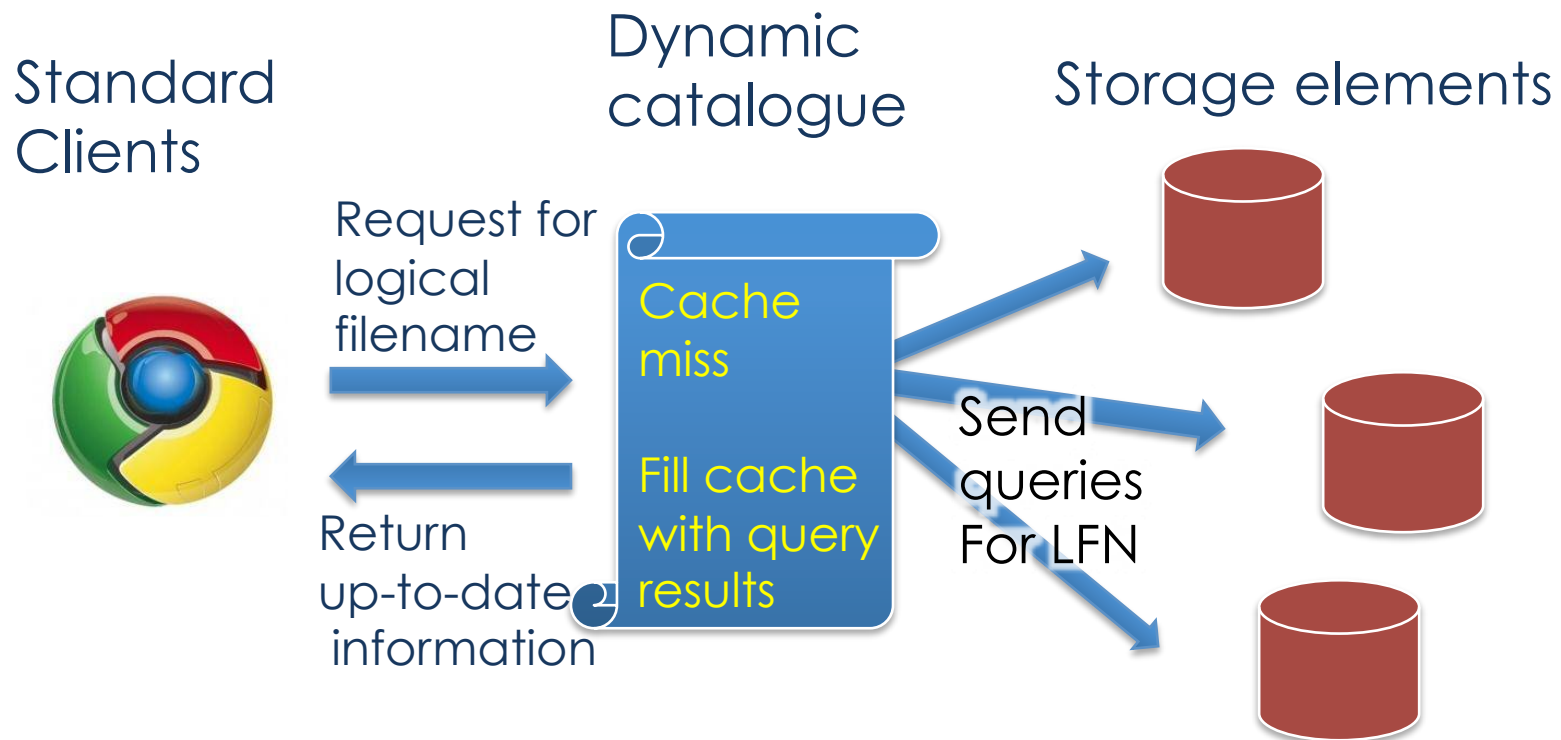 Standard
Clients
Dynamic
catalogue
Storage elements
Request for
logical
filename
Return
up-to-date
information
Cache
miss
Fill cache
with query
results
Send
queries
For LFN